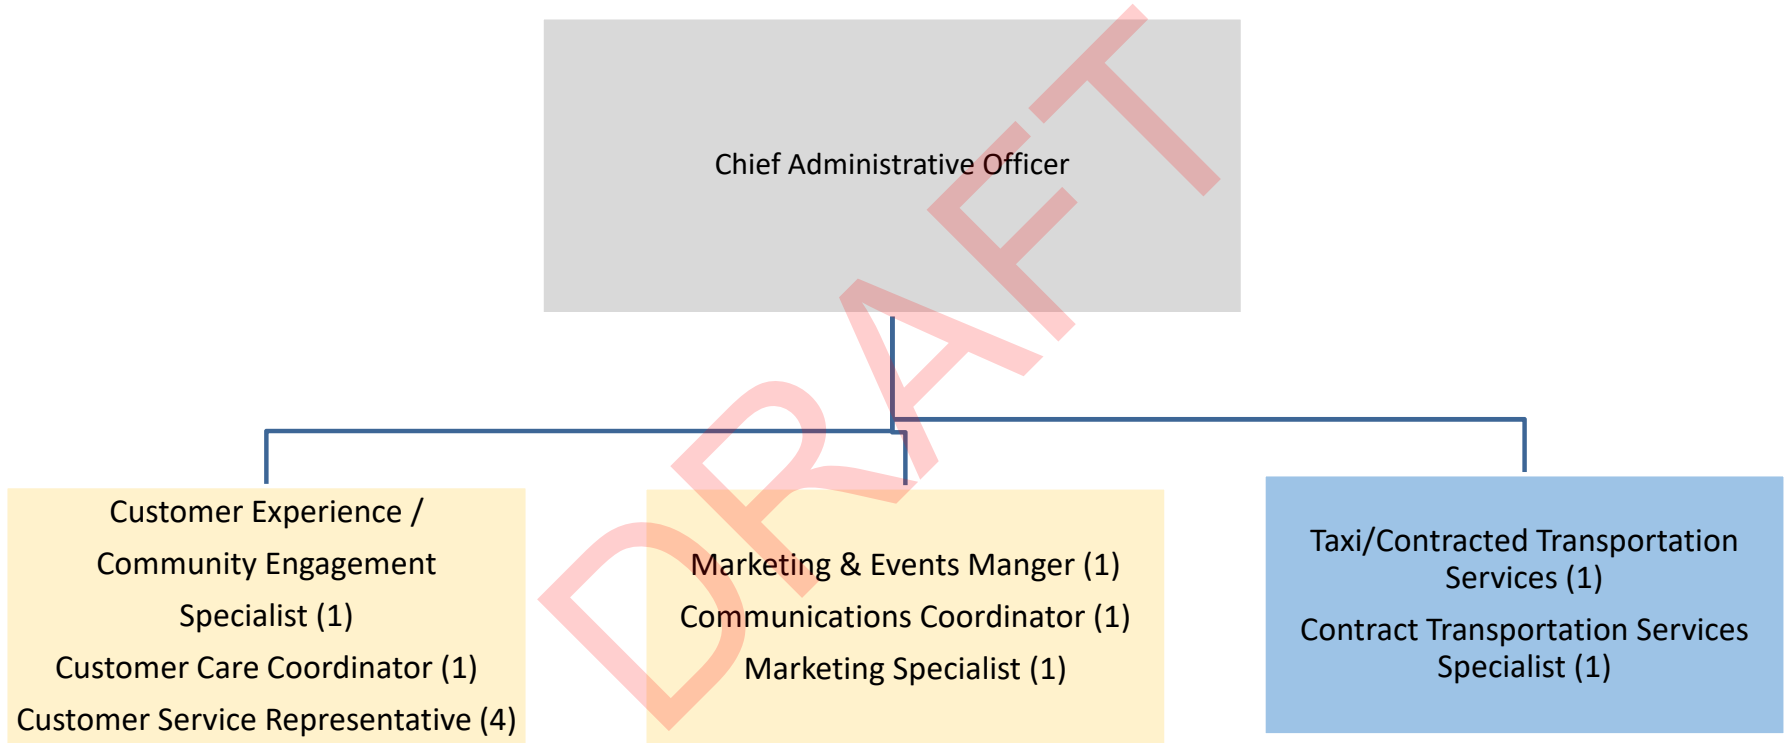 Chief Administrative Officer
DRAFT
Customer Experience /
Community Engagement
Specialist (1)
Customer Care Coordinator (1)
Customer Service Representative (4)
Marketing & Events Manger (1)
Communications Coordinator (1)
Marketing Specialist (1)
Taxi/Contracted Transportation
Services (1)
Contract Transportation Services
Specialist (1)